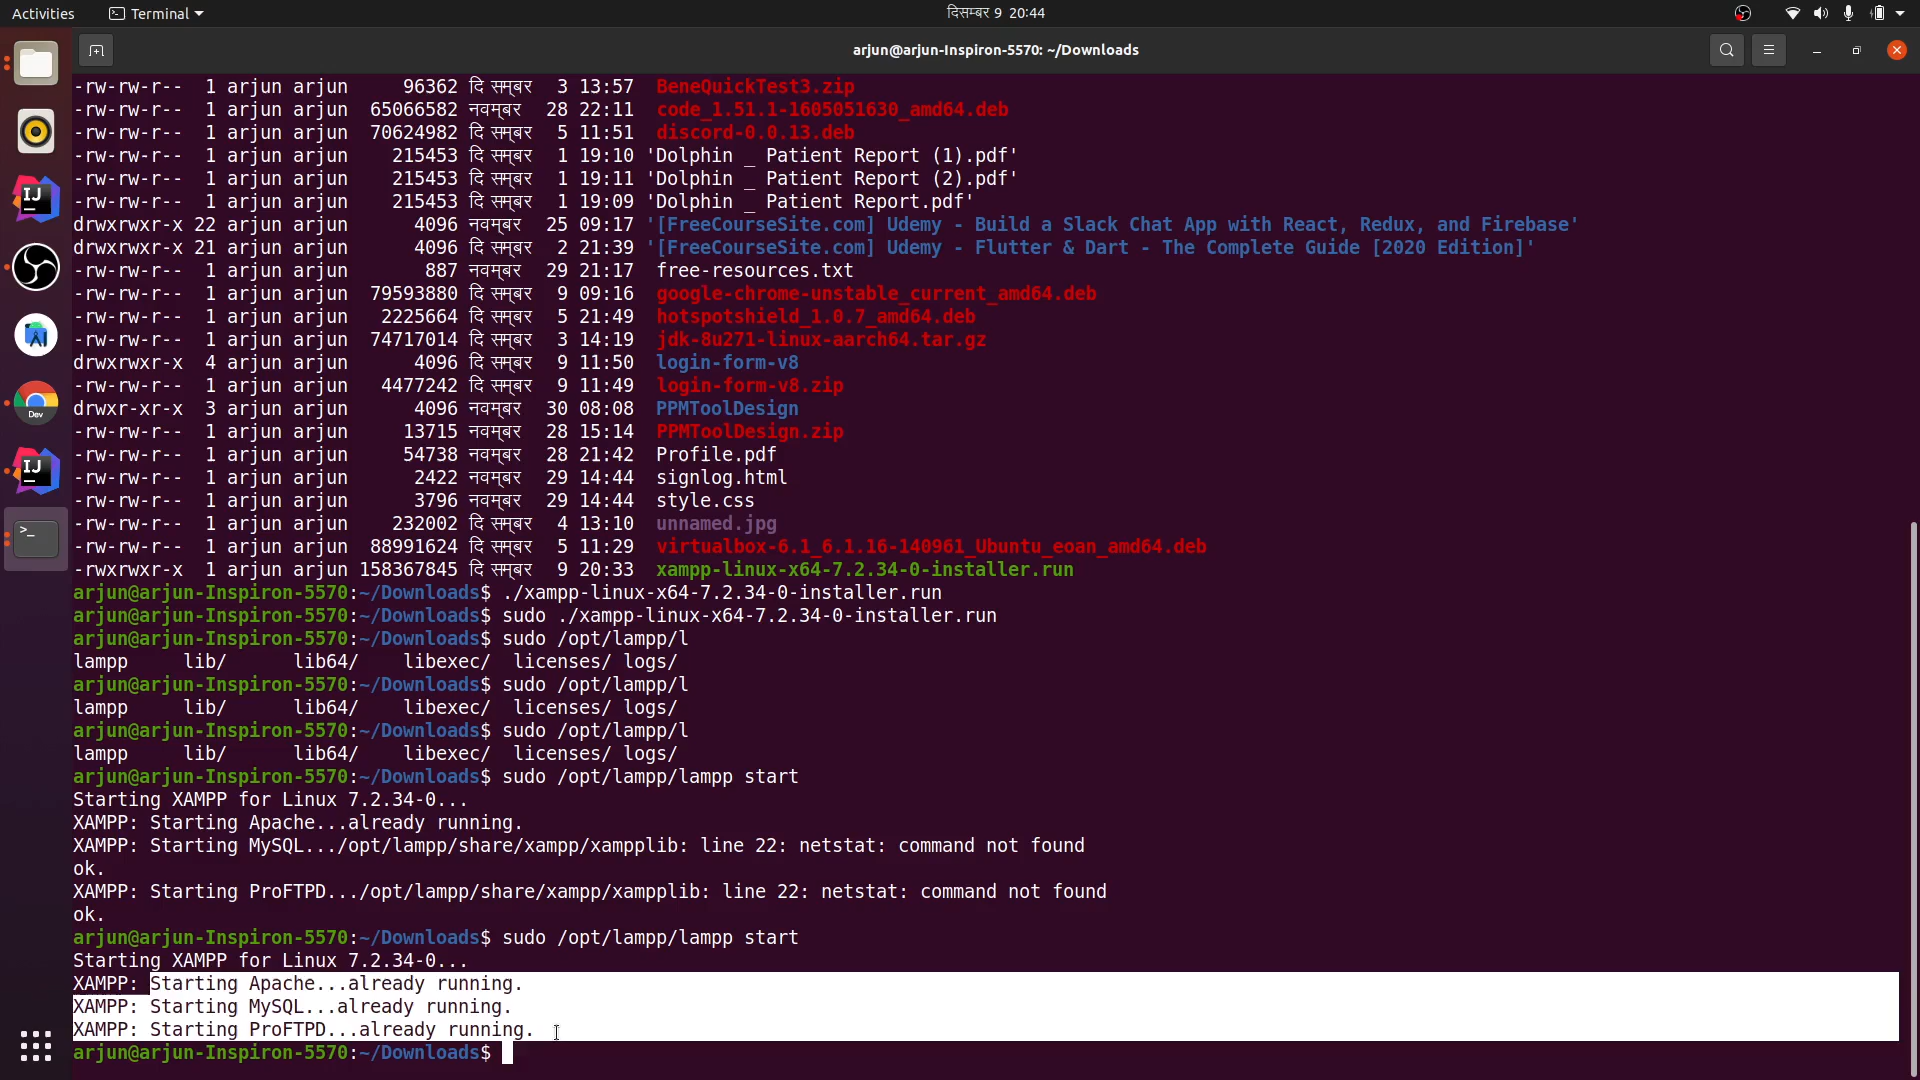 Activities
Terminal
दिसम्बर 9 20:44
arjun@arjun-Inspiron-5570: ~/Downloads
-rw-rw-r-- 1 arjun arjun 96362 दिसम्बर 3 13:57 BeneQuickTest3.zip
-rw-rw-r-- 1 arjun arjun 65066582 नवम्बर 28 22:11 code_1.51.1-1605051630_amd64.deb
-rw-rw-r-- 1 arjun arjun 70624982 दिसम्बर 5 11:51 discord-0.0.13.deb
-rw-rw-r-- 1 arjun arjun 215453 दिसम्बर 1 19:10 'Dolphin _ Patient Report (1).pdf'
-rw-rw-r-- 1 arjun arjun 215453 दिसम्बर 1 19:11 'Dolphin _ Patient Report (2).pdf'
-rw-rw-r-- 1 arjun arjun 215453 दिसम्बर 1 19:09 'Dolphin _ Patient Report.pdf'
drwxrwxr-x 22 arjun arjun 4096 नवम्बर 25 09:17 '[FreeCourseSite.com] Udemy - Build a Slack Chat App with React, Redux, and Firebase'
drwxrwxr-x 21 arjun arjun 4096 दिसम्बर 2 21:39 '[FreeCourseSite.com] Udemy - Flutter & Dart - The Complete Guide [2020 Edition]'
-rw-rw-r-- 1 arjun arjun 887 नवम्बर 29 21:17 free-resources.txt
-rw-rw-r-- 1 arjun arjun 79593880 दिसम्बर 9 09:16 google-chrome-unstable_current_amd64.deb
-rw-rw-r-- 1 arjun arjun 2225664 दिसम्बर 5 21:49 hotspotshield_1.0.7_amd64.deb
-rw-rw-r-- 1 arjun arjun 74717014 दिसम्बर 3 14:19 jdk-8u271-linux-aarch64.tar.gz
drwxrwxr-x 4 arjun arjun 4096 दिसम्बर 9 11:50 login-form-v8
-rw-rw-r-- 1 arjun arjun 4477242 दिसम्बर 9 11:49 login-form-v8.zip
drwxr-xr-x 3 arjun arjun 4096 नवम्बर 30 08:08 PPMToolDesign
-rw-rw-r-- 1 arjun arjun 13715 नवम्बर 28 15:14 PPMToolDesign.zip
-rw-rw-r-- 1 arjun arjun 54738 नवम्बर 28 21:42 Profile.pdf
-rw-rw-r-- 1 arjun arjun 2422 नवम्बर 29 14:44 signlog.html
-rw-rw-r-- 1 arjun arjun 3796 नवम्बर 29 14:44 style.css
-rw-rw-r-- 1 arjun arjun 232002 दिसम्बर 4 13:10 unnamed.jpg
-rw-rw-r-- 1 arjun arjun 88991624 दिसम्बर 5 11:29 virtualbox-6.1_6.1.16-140961_Ubuntu_eoan_amd64.deb
-rwxrwxr-x 1 arjun arjun 158367845 दिसम्बर 9 20:33 xampp-linux-x64-7.2.34-0-installer.run
arjun@arjun-Inspiron-5570:~/Downloads$ ./xampp-linux-x64-7.2.34-0-installer.run
arjun@arjun-Inspiron-5570:~/Downloads$ sudo ./xampp-linux-x64-7.2.34-0-installer.run
arjun@arjun-Inspiron-5570:~/Downloads$ sudo /opt/lampp/l
lampp lib/ lib64/ libexec/ licenses/ logs/
arjun@arjun-Inspiron-5570:~/Downloads$ sudo /opt/lampp/l
lampp lib/ lib64/ libexec/ licenses/ logs/
arjun@arjun-Inspiron-5570:~/Downloads$ sudo /opt/lampp/l
lampp lib/ lib64/ libexec/ licenses/ logs/
arjun@arjun-Inspiron-5570:~/Downloads$ sudo /opt/lampp/lampp start
Starting XAMPP for Linux 7.2.34-0...
XAMPP: Starting Apache...already running.
XAMPP: Starting MySQL.../opt/lampp/share/xampp/xampplib: line 22: netstat: command not found
ok.
XAMPP: Starting ProFTPD.../opt/lampp/share/xampp/xampplib: line 22: netstat: command not found
ok.
arjun@arjun-Inspiron-5570:~/Downloads$ sudo /opt/lampp/lampp start
Starting XAMPP for Linux 7.2.34-0...
XAMPP: Starting Apache...already running.
XAMPP: Starting MySQL...already running.
XAMPP: Starting ProFTPD...already running.
arjun@arjun-Inspiron-5570:~/Downloads$
IJ
Dev
IJ
>_